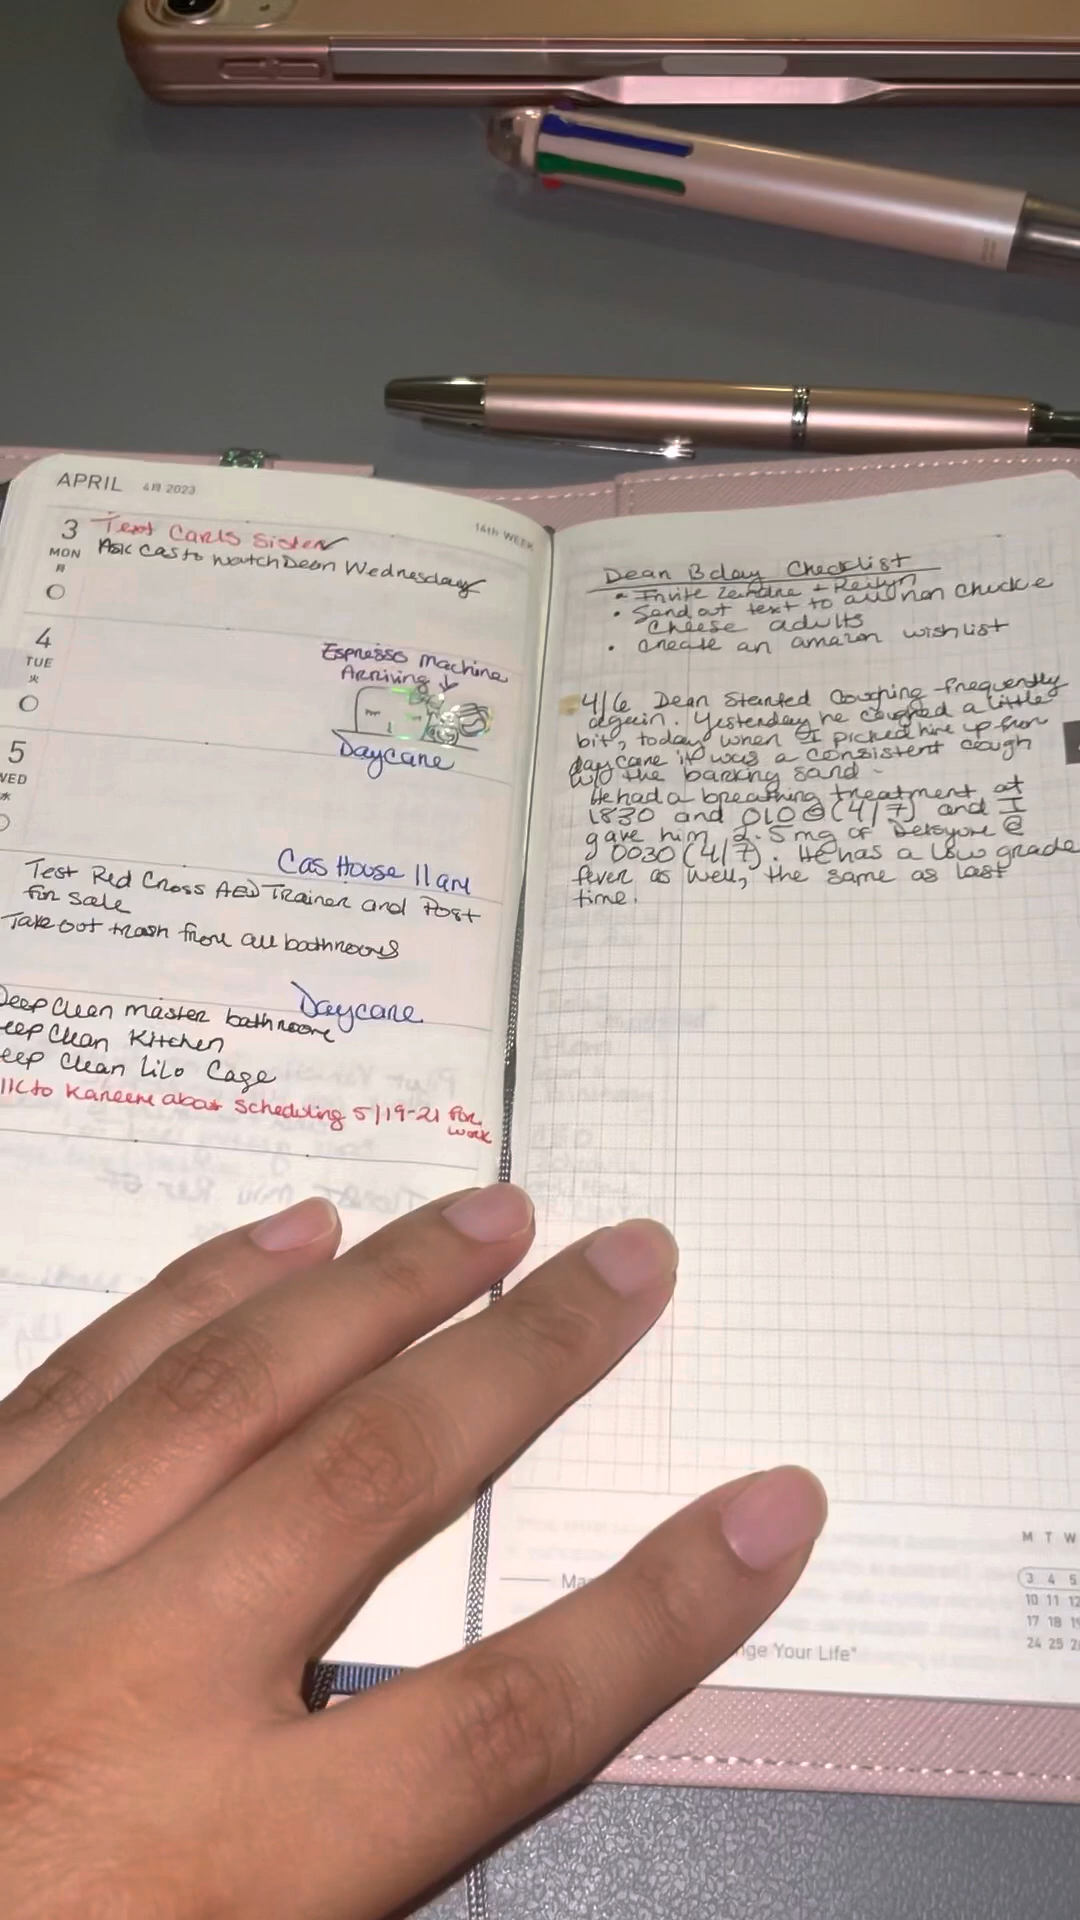 APRIL 4月 2023
14th WEEK
3 Text Carls Sister
MON Ask Cas to watch Dean Wednesday
月
4
TUE
火
Espresso Machine
Arriving
Daycare
5
WED
水
Cas House 11am
Test Red Cross AED Trainer and Post
for sale
Take out trash from all bathrooms
Daycare
Deep Clean master bathroom
eep Clean Kitchen
eep Clean Lilo Cage
to Kareem about Scheduling 5/19-21 for
work
Dean Bday Checklist
• Invite + 
• Send out text to all non chuck e
cheese adults
• Create an amazon wishlist
4/6 Dean Started Coughing frequently
again. Yesterday he coughed a little
bit, today when I picked him up from
daycare it was a consistent cough
w/o the barking sand.
He had a breathing treatment at
1830 and 0100 (4/7) and I
gave him 2.5mg of @
0030 (4/7). He has a low grade
fever as well, the same as last
time.
M T W
3 4 5
10 11 12
17 18 19
24 25 26
nge Your Life"